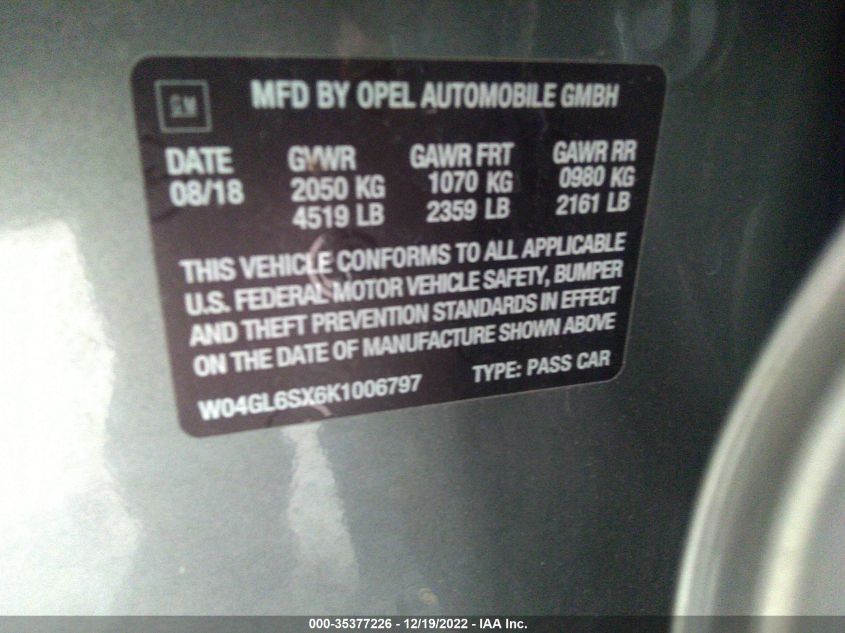 GM
MFD BY OPEL AUTOMOBILE GMBH
DATE GVWR GAWR FRT GAWR RR
08/18 2050 KG 1070 KG 0980 KG
4519 LB 2359 LB 2161 LB
THIS VEHICLE CONFORMS TO ALL APPLICABLE
U.S. FEDERAL MOTOR VEHICLE SAFETY, BUMPER
AND THEFT PREVENTION STANDARDS IN EFFECT
ON THE DATE OF MANUFACTURE SHOWN ABOVE
W04GL6SX6K1006797 TYPE: PASS CAR
000-35377226 - 12/19/2022 - IAA Inc.